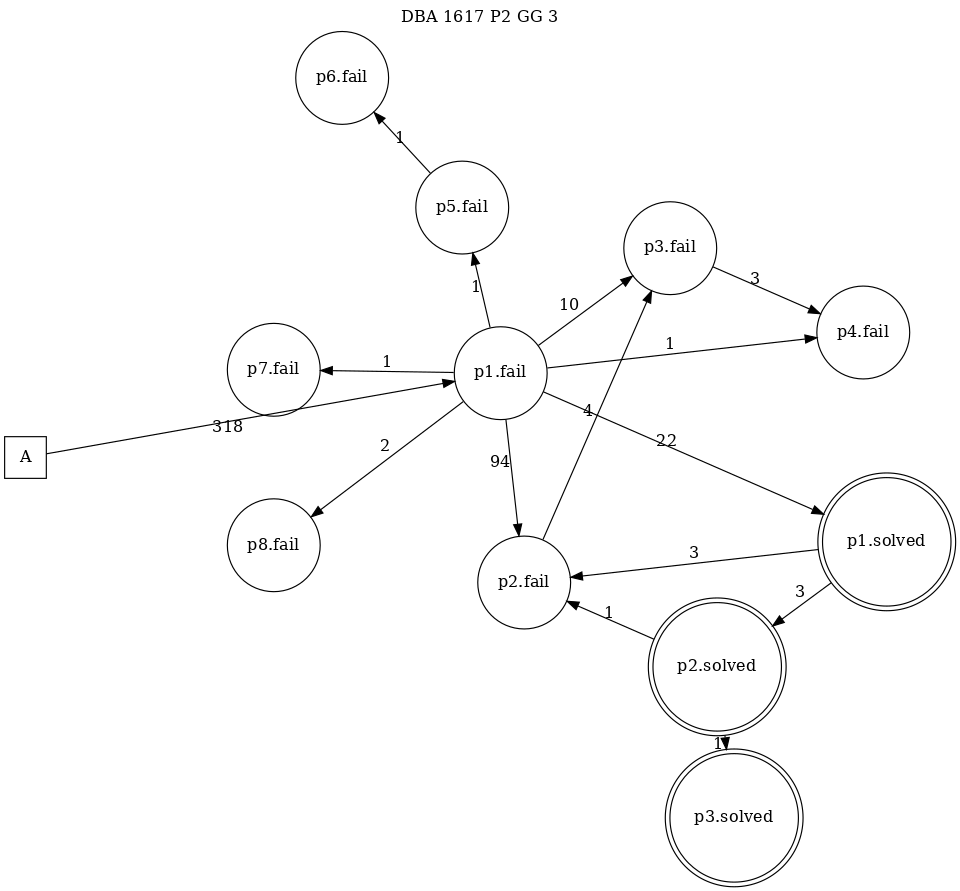 DBA 1617 P2 GG 3
p6.fail
1
p5.fail
p3.fail
1
3
10
p4.fail
1
p7.fail
1
p1.fail
318
4
A
2
94
22
p8.fail
p1.solved
3
p2.fail
3
1
p2.solved
1
p3.solved